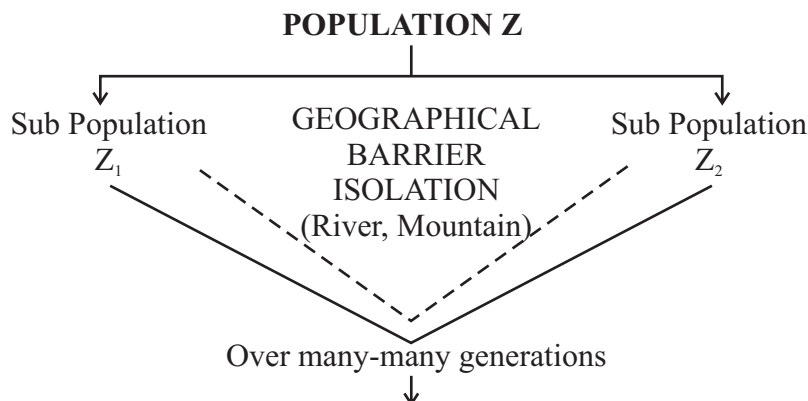 POPULATION Z
Sub Population
Z₁
GEOGRAPHICAL
BARRIER
ISOLATION
(River, Mountain)
Sub Population
Z₂
Over many-many generations